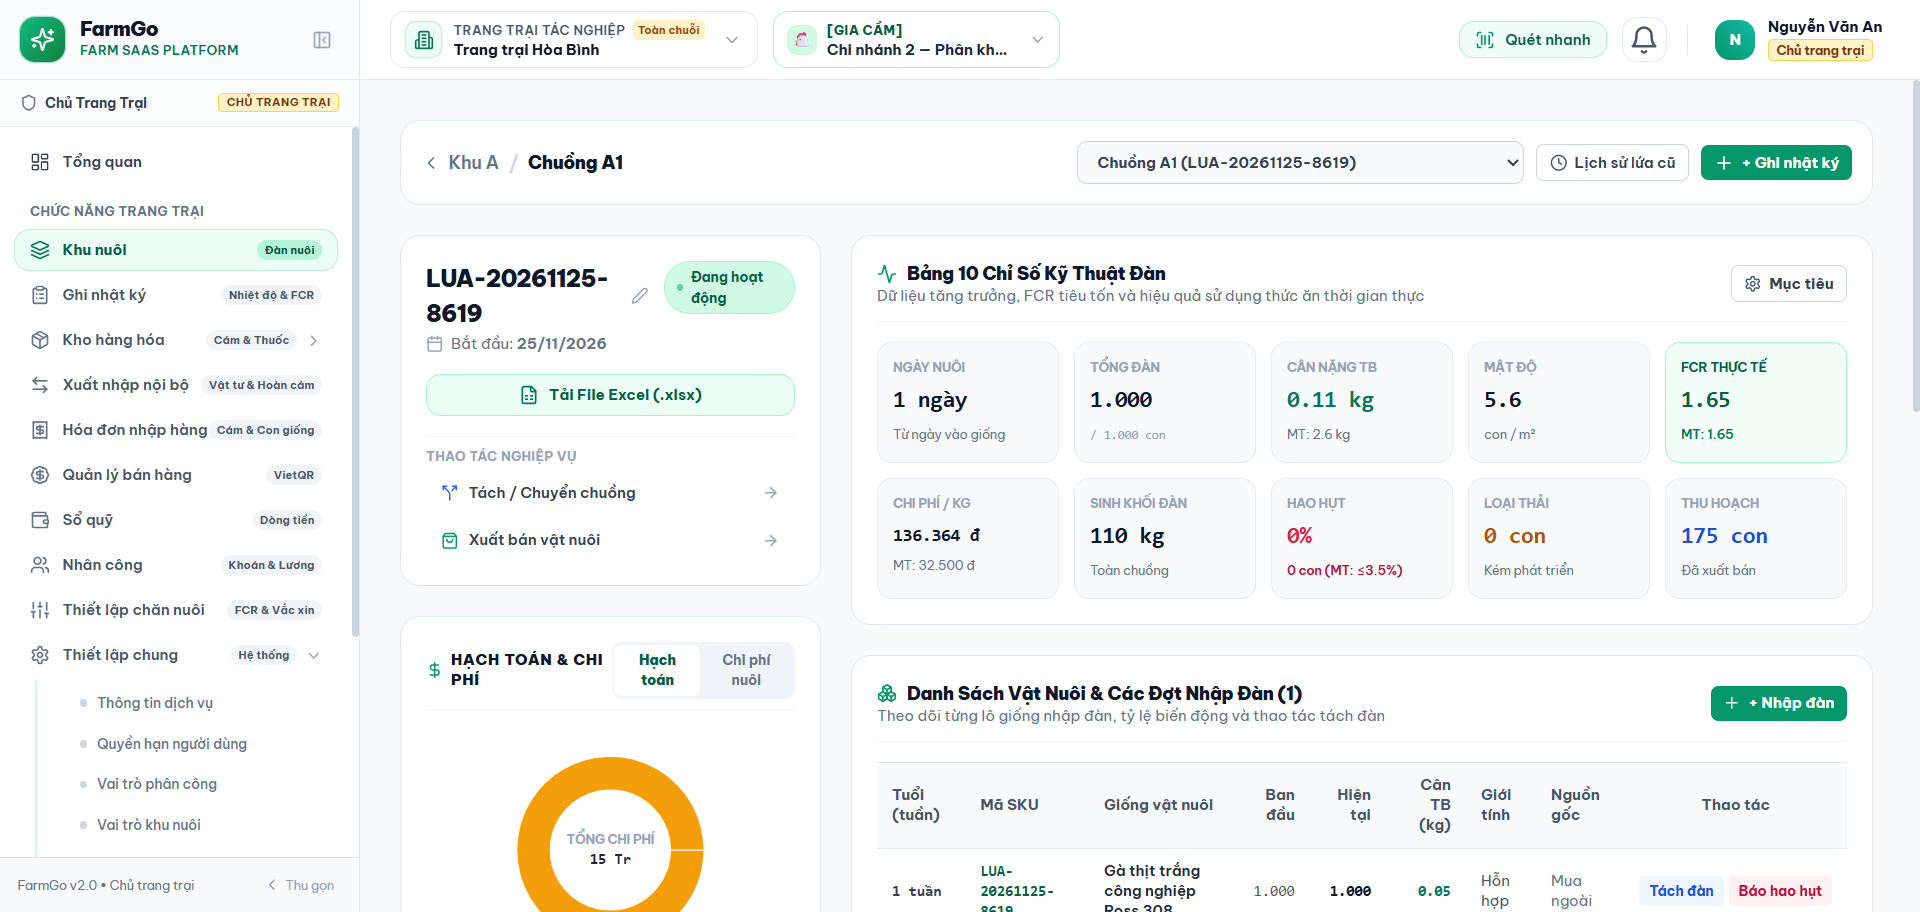 FarmGo
FARM SAAS PLATFORM
TRANG TRẠI TÁC NGHIỆP Toàn chuỗi
Trang trại Hòa Bình
[GIA CẦM]
Chi nhánh 2 — Phân kh...
Quét nhanh
N
Nguyễn Văn An
Chủ trang trại
Chủ Trang Trại
CHỦ TRANG TRẠI
Tổng quan
CHỨC NĂNG TRANG TRẠI
Khu nuôi Đàn nuôi
Ghi nhật ký Nhiệt độ & FCR
Kho hàng hóa Cám & Thuốc
Xuất nhập nội bộ Vật tư & Hoàn cám
Hóa đơn nhập hàng Cám & Con giống
Quản lý bán hàng VietQR
Sổ quỹ Dòng tiền
Nhân công Khoán & Lương
Thiết lập chăn nuôi FCR & Vắc xin
Thiết lập chung Hệ thống
Thông tin dịch vụ
Quyền hạn người dùng
Vai trò phân công
Vai trò khu nuôi
FarmGo v2.0 • Chủ trang trại
Thu gọn
Khu A / Chuồng A1
Chuồng A1 (LUA-20261125-8619)
Lịch sử lứa cũ
+ Ghi nhật ký
LUA-20261125-
8619
Đang hoạt
động
Bắt đầu: 25/11/2026
Tải File Excel (.xlsx)
THAO TÁC NGHIỆP VỤ
Tách / Chuyển chuồng
Xuất bán vật nuôi
HẠCH TOÁN & CHI
PHÍ
Hạch
toán
Chi phí
nuôi
TỔNG CHI PHÍ
15 Tr
Bảng 10 Chỉ Số Kỹ Thuật Đàn
Dữ liệu tăng trưởng, FCR tiêu tốn và hiệu quả sử dụng thức ăn thời gian thực
Mục tiêu
NGÀY NUÔI
1 ngày
Từ ngày vào giống
TỔNG ĐÀN
1.000
/ 1.000 con
CÂN NẶNG TB
0.11 kg
MT: 2.6 kg
MẬT ĐỘ
5.6
con / m²
FCR THỰC TẾ
1.65
MT: 1.65
CHI PHÍ / KG
136.364 đ
MT: 32.500 đ
SINH KHỐI ĐÀN
110 kg
Toàn chuồng
HAO HỤT
0%
0 con (MT: ≤3.5%)
LOẠI THẢI
0 con
Kém phát triển
THU HOẠCH
175 con
Đã xuất bán
Danh Sách Vật Nuôi & Các Đợt Nhập Đàn (1)
Theo dõi từng lô giống nhập đàn, tỷ lệ biến động và thao tác tách đàn
+ Nhập đàn
Tuổi
(tuần)
Mã SKU
Giống vật nuôi
Ban
đầu
Hiện
tại
Cân
TB
(kg)
Giới
tính
Nguồn
gốc
Thao tác
1 tuần
LUA-
20261125-
8619
Gà thịt trắng
công nghiệp
Ross 308
1.000
1.000
0.05
Hỗn
hợp
Mua
ngoài
Tách đàn
Báo hao hụt